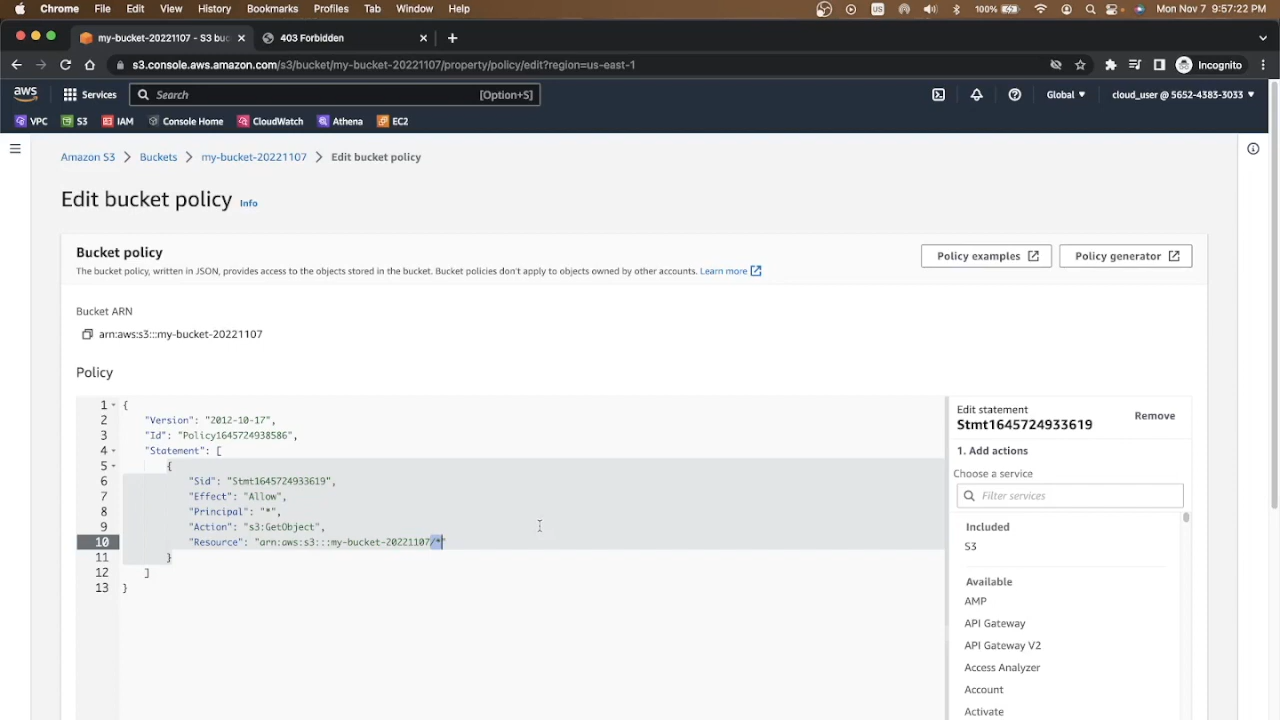 Chrome File Edit View History Bookmarks Profiles Tab Window Help US 100% Mon Nov 7 9:57:22 PM
my-bucket-20221107 - S3 buc 403 Forbidden
s3.console.aws.amazon.com/s3/bucket/my-bucket-20221107/property/policy/edit?region=us-east-1 Incognito
aws Services Search [Option+S] Global cloud_user @ 5652-4383-3033
VPC S3 IAM Console Home CloudWatch Athena EC2
Amazon S3 Buckets my-bucket-20221107 Edit bucket policy
Edit bucket policy Info
Bucket policy
The bucket policy, written in JSON, provides access to the objects stored in the bucket. Bucket policies don't apply to objects owned by other accounts. Learn more
Policy examples Policy generator
Bucket ARN
arn:aws:s3:::my-bucket-20221107
Policy
1 {
2 "Version": "2012-10-17",
3 "Id": "Policy1645724938586",
4 "Statement": [
5 {
6 "Sid": "Stmt1645724933619",
7 "Effect": "Allow",
8 "Principal": "*",
9 "Action": "s3:GetObject",
10 "Resource": "arn:aws:s3:::my-bucket-20221107/*"
11 }
12 ]
13 }
Edit statement
Stmt1645724933619 Remove
1. Add actions
Choose a service
Filter services
Included
S3
Available
AMP
API Gateway
API Gateway V2
Access Analyzer
Account
Activate